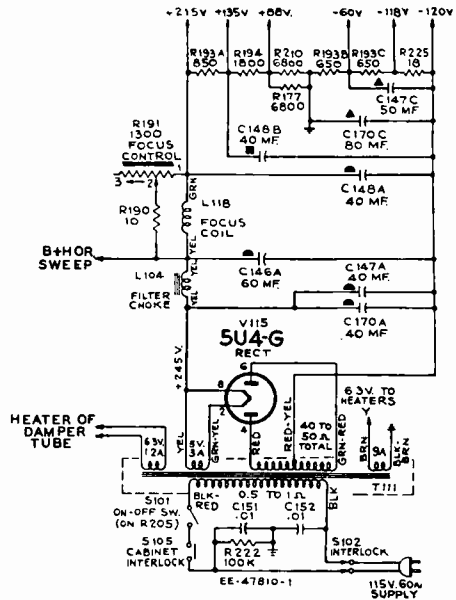 +215V +135V +88V -60V -118V -120V
R193A 850
R194 1800
R210 6800
R193B 650
R193C 650
R225 18
R177 6800
C147C 50 MF.
C170C 80 MF.
C148B 40 MF.
R191 1300 FOCUS CONTROL
3 2 1
GRN
C148A 40 MF.
L118 FOCUS COIL
R190 10
YEL
B+HOR SWEEP
YEL
C146A 60 MF.
C147A 40 MF.
L104 FILTER CHOKE
YEL
C170A 40 MF.
V115
5U4-G
RECT
+245V.
6
8
2
4
6.3V. TO HEATERS
Y
HEATER OF DAMPER TUBE
YEL
GRN-YEL
RED
RED-YEL
40 TO 50 Ω TOTAL
GRN-RED
BRN
BLK-BRN
6.3V. 1.2A
5V. 3A
9A
T111
BLK-RED
0.5 TO 1Ω
BLK
S101 ON-OFF SW. (ON R205)
C151 .01
C152 .01
S105 CABINET INTERLOCK
R222 100K
S102 INTERLOCK
EE-47810-1
115V. 60~ SUPPLY